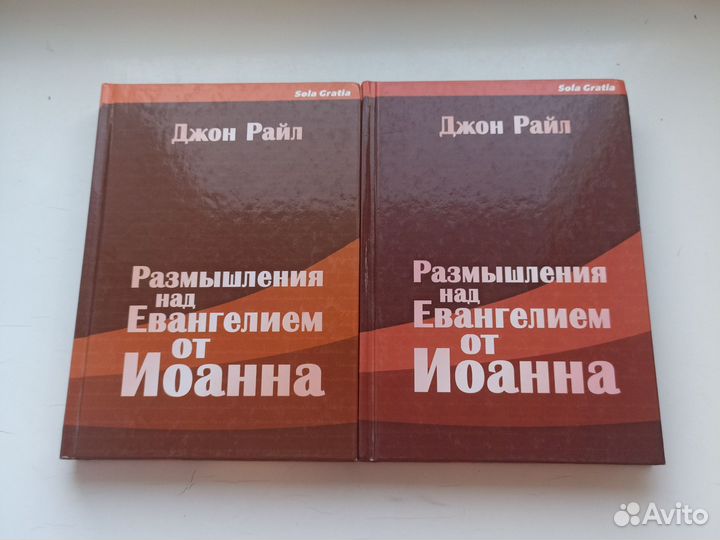 Sola Gratia
Джон Райл
Размышления
над
Евангелием
от
Иоанна
Sola Gratia
Джон Райл
Размышления
над
Евангелием
от
Иоанна
Avito